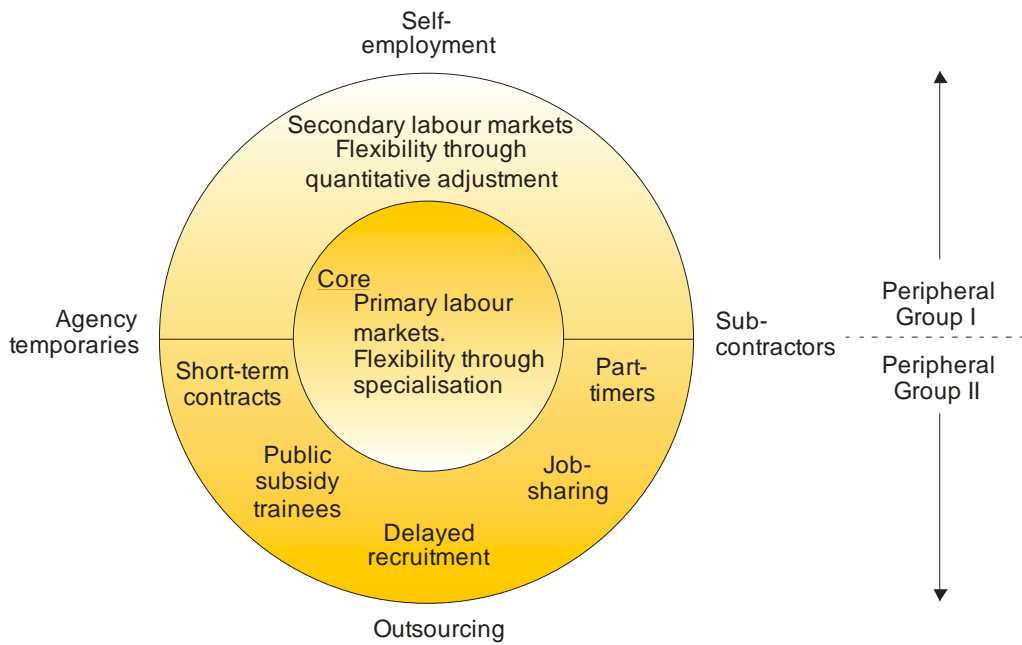 Self-
employment
Secondary labour markets
Flexibility through
quantitative adjustment
Core
Primary labour
markets.
Flexibility through
specialisation
Agency
temporaries
Sub-
contractors
Peripheral
Group I
Peripheral
Group II
Short-term
contracts
Part-
timers
Public
subsidy
trainees
Job-
sharing
Delayed
recruitment
Outsourcing